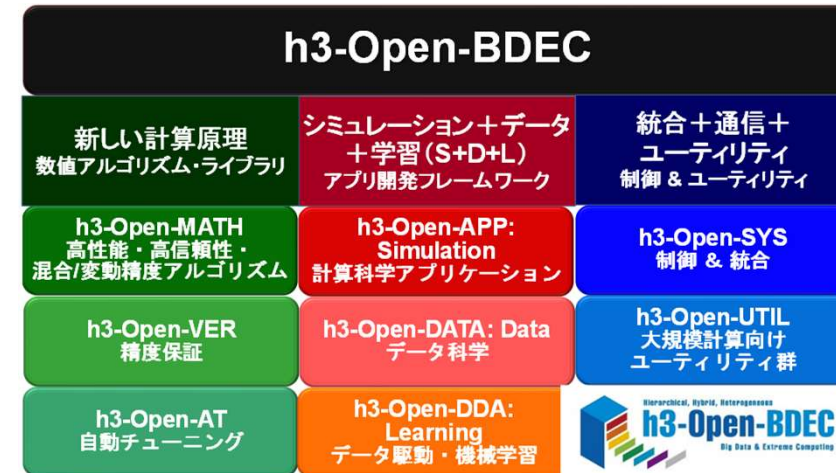 h3-Open-BDEC
新しい計算原理
数値アルゴリズム・ライブラリ
シミュレーション＋データ
＋学習(S+D+L)
アプリ開発フレームワーク
統合＋通信＋
ユーティリティ
制御 & ユーティリティ
h3-Open-MATH
高性能・高信頼性・
混合/変動精度アルゴリズム
h3-Open-APP:
Simulation
計算科学アプリケーション
h3-Open-SYS
制御 & 統合
h3-Open-VER
精度保証
h3-Open-DATA: Data
データ科学
h3-Open-UTIL
大規模計算向け
ユーティリティ群
h3-Open-AT
自動チューニング
h3-Open-DDA:
Learning
データ駆動・機械学習
Hierarchical, Hybrid, Heterogeneous
h3-Open-BDEC
Big Data & Extreme Computing